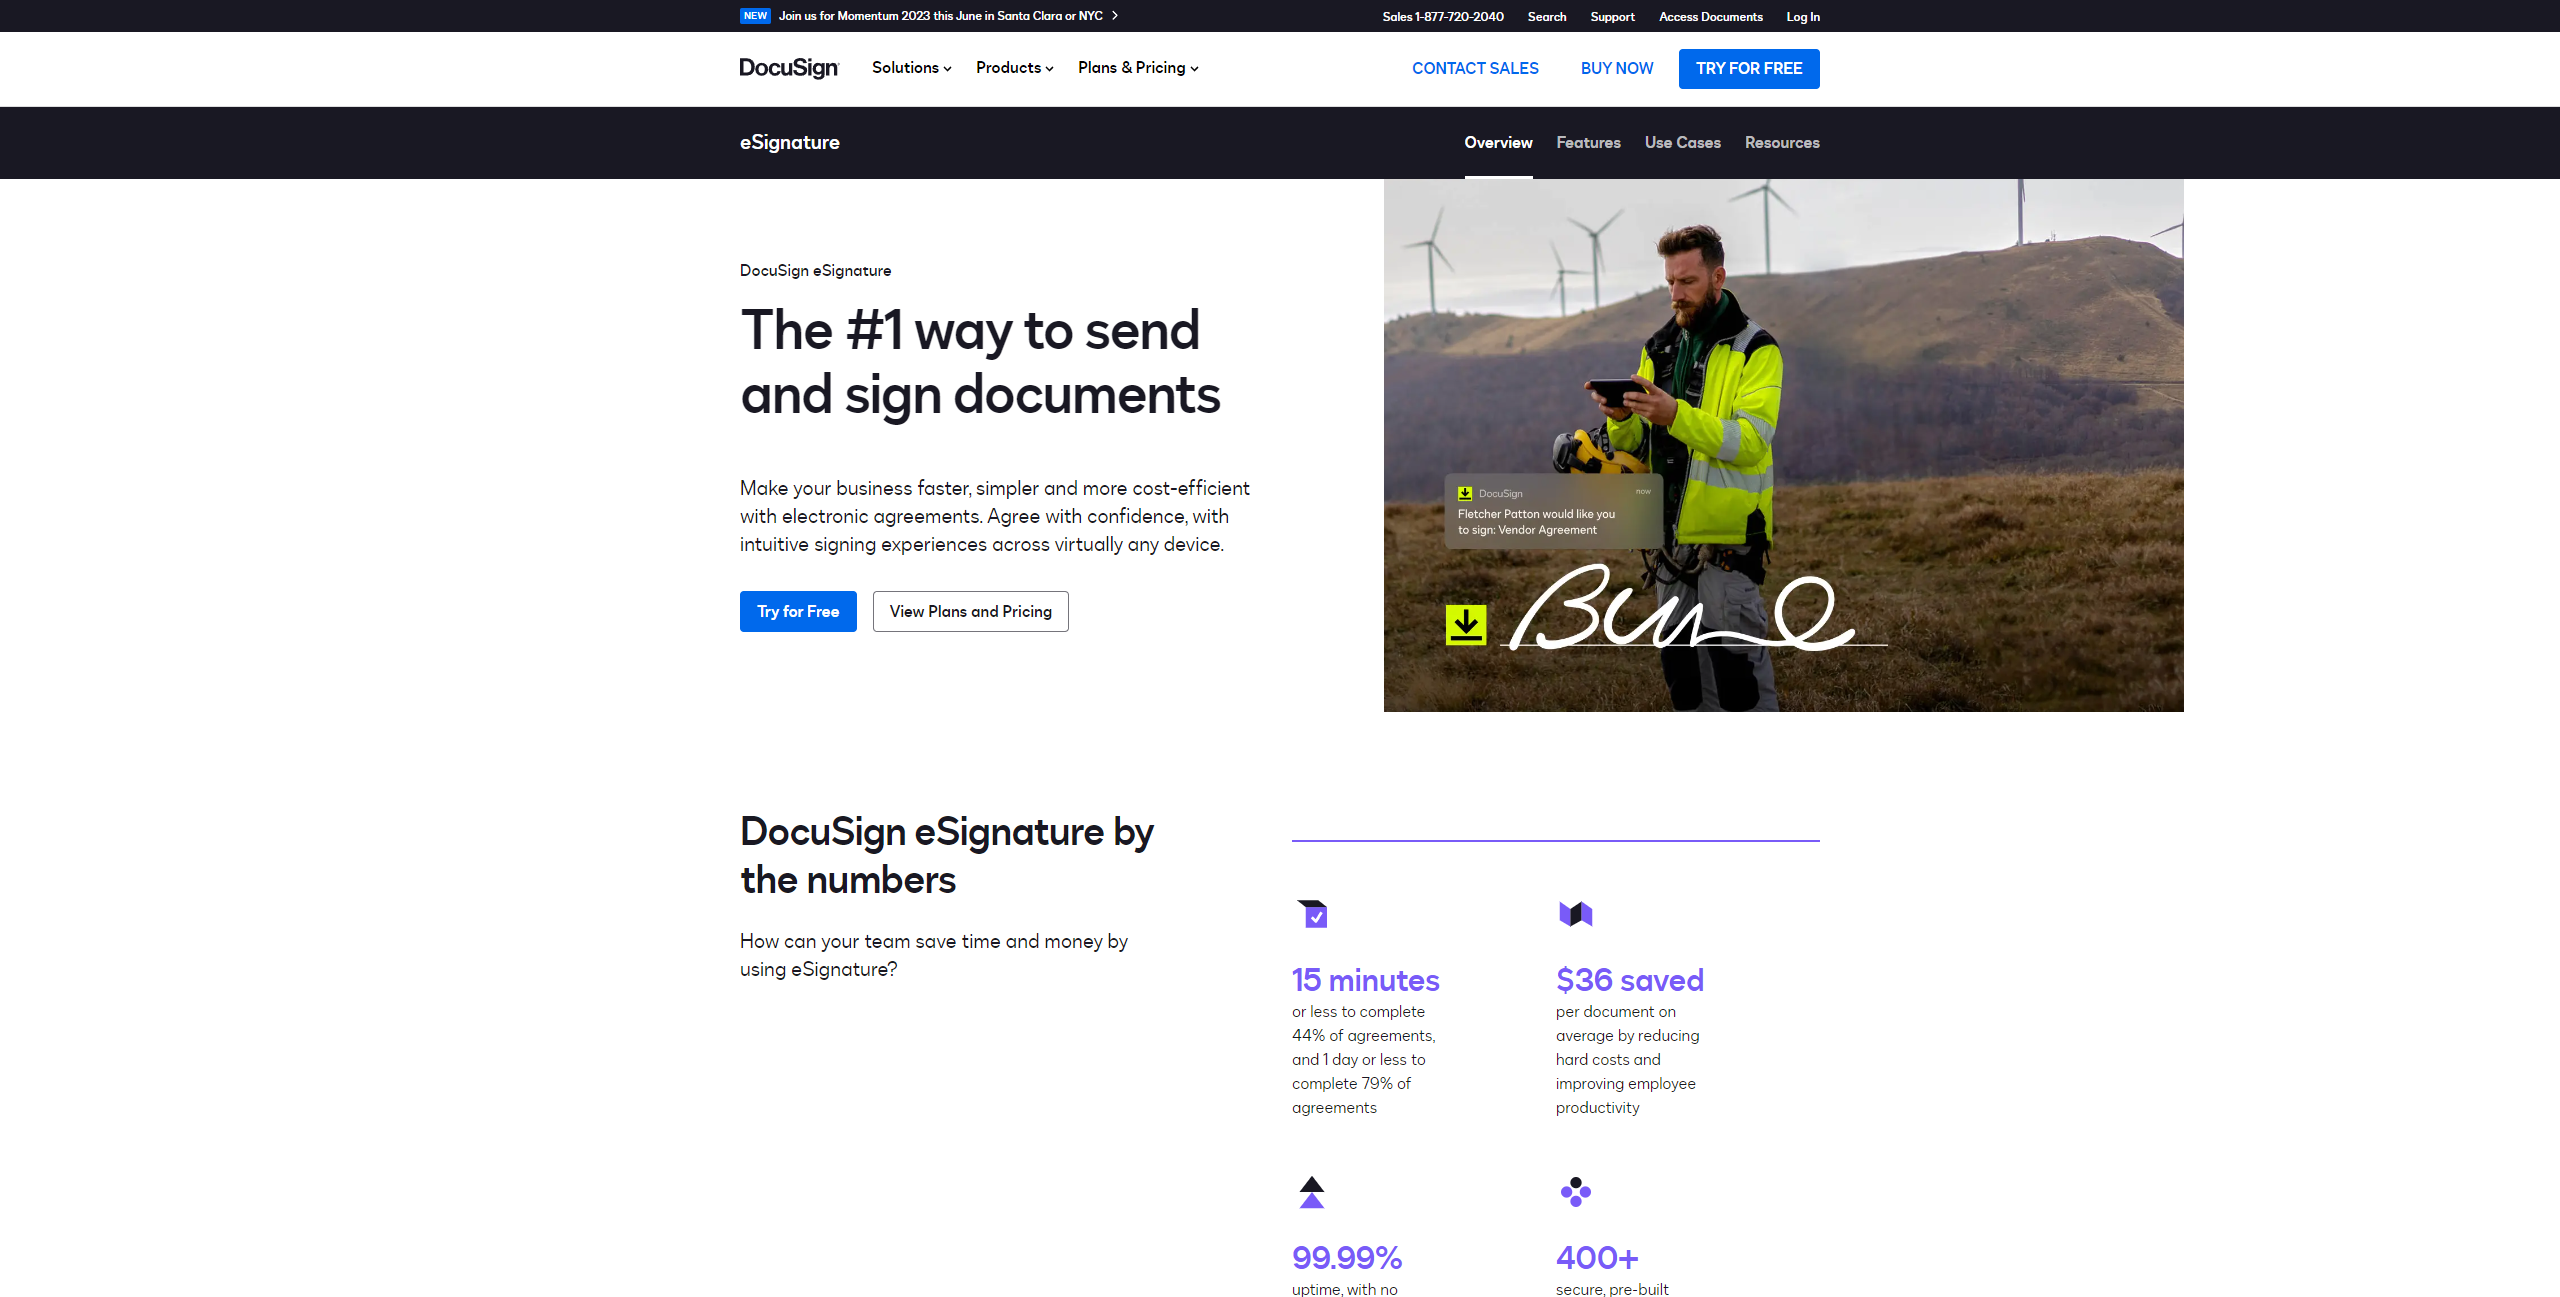 NEW Join us for Momentum 2023 this June in Santa Clara or NYC
Sales 1-877-720-2040 Search Support Access Documents Log In
DocuSign Solutions Products Plans & Pricing CONTACT SALES BUY NOW TRY FOR FREE
eSignature Overview Features Use Cases Resources
DocuSign eSignature
The #1 way to send
and sign documents
Make your business faster, simpler and more cost-efficient
with electronic agreements. Agree with confidence, with
intuitive signing experiences across virtually any device.
Try for Free View Plans and Pricing
DocuSign now
Fletcher Patton would like you
to sign: Vendor Agreement
DocuSign eSignature by
the numbers
How can your team save time and money by
using eSignature?
15 minutes
or less to complete
44% of agreements,
and 1 day or less to
complete 79% of
agreements
$36 saved
per document on
average by reducing
hard costs and
improving employee
productivity
99.99%
uptime, with no
400+
secure, pre-built